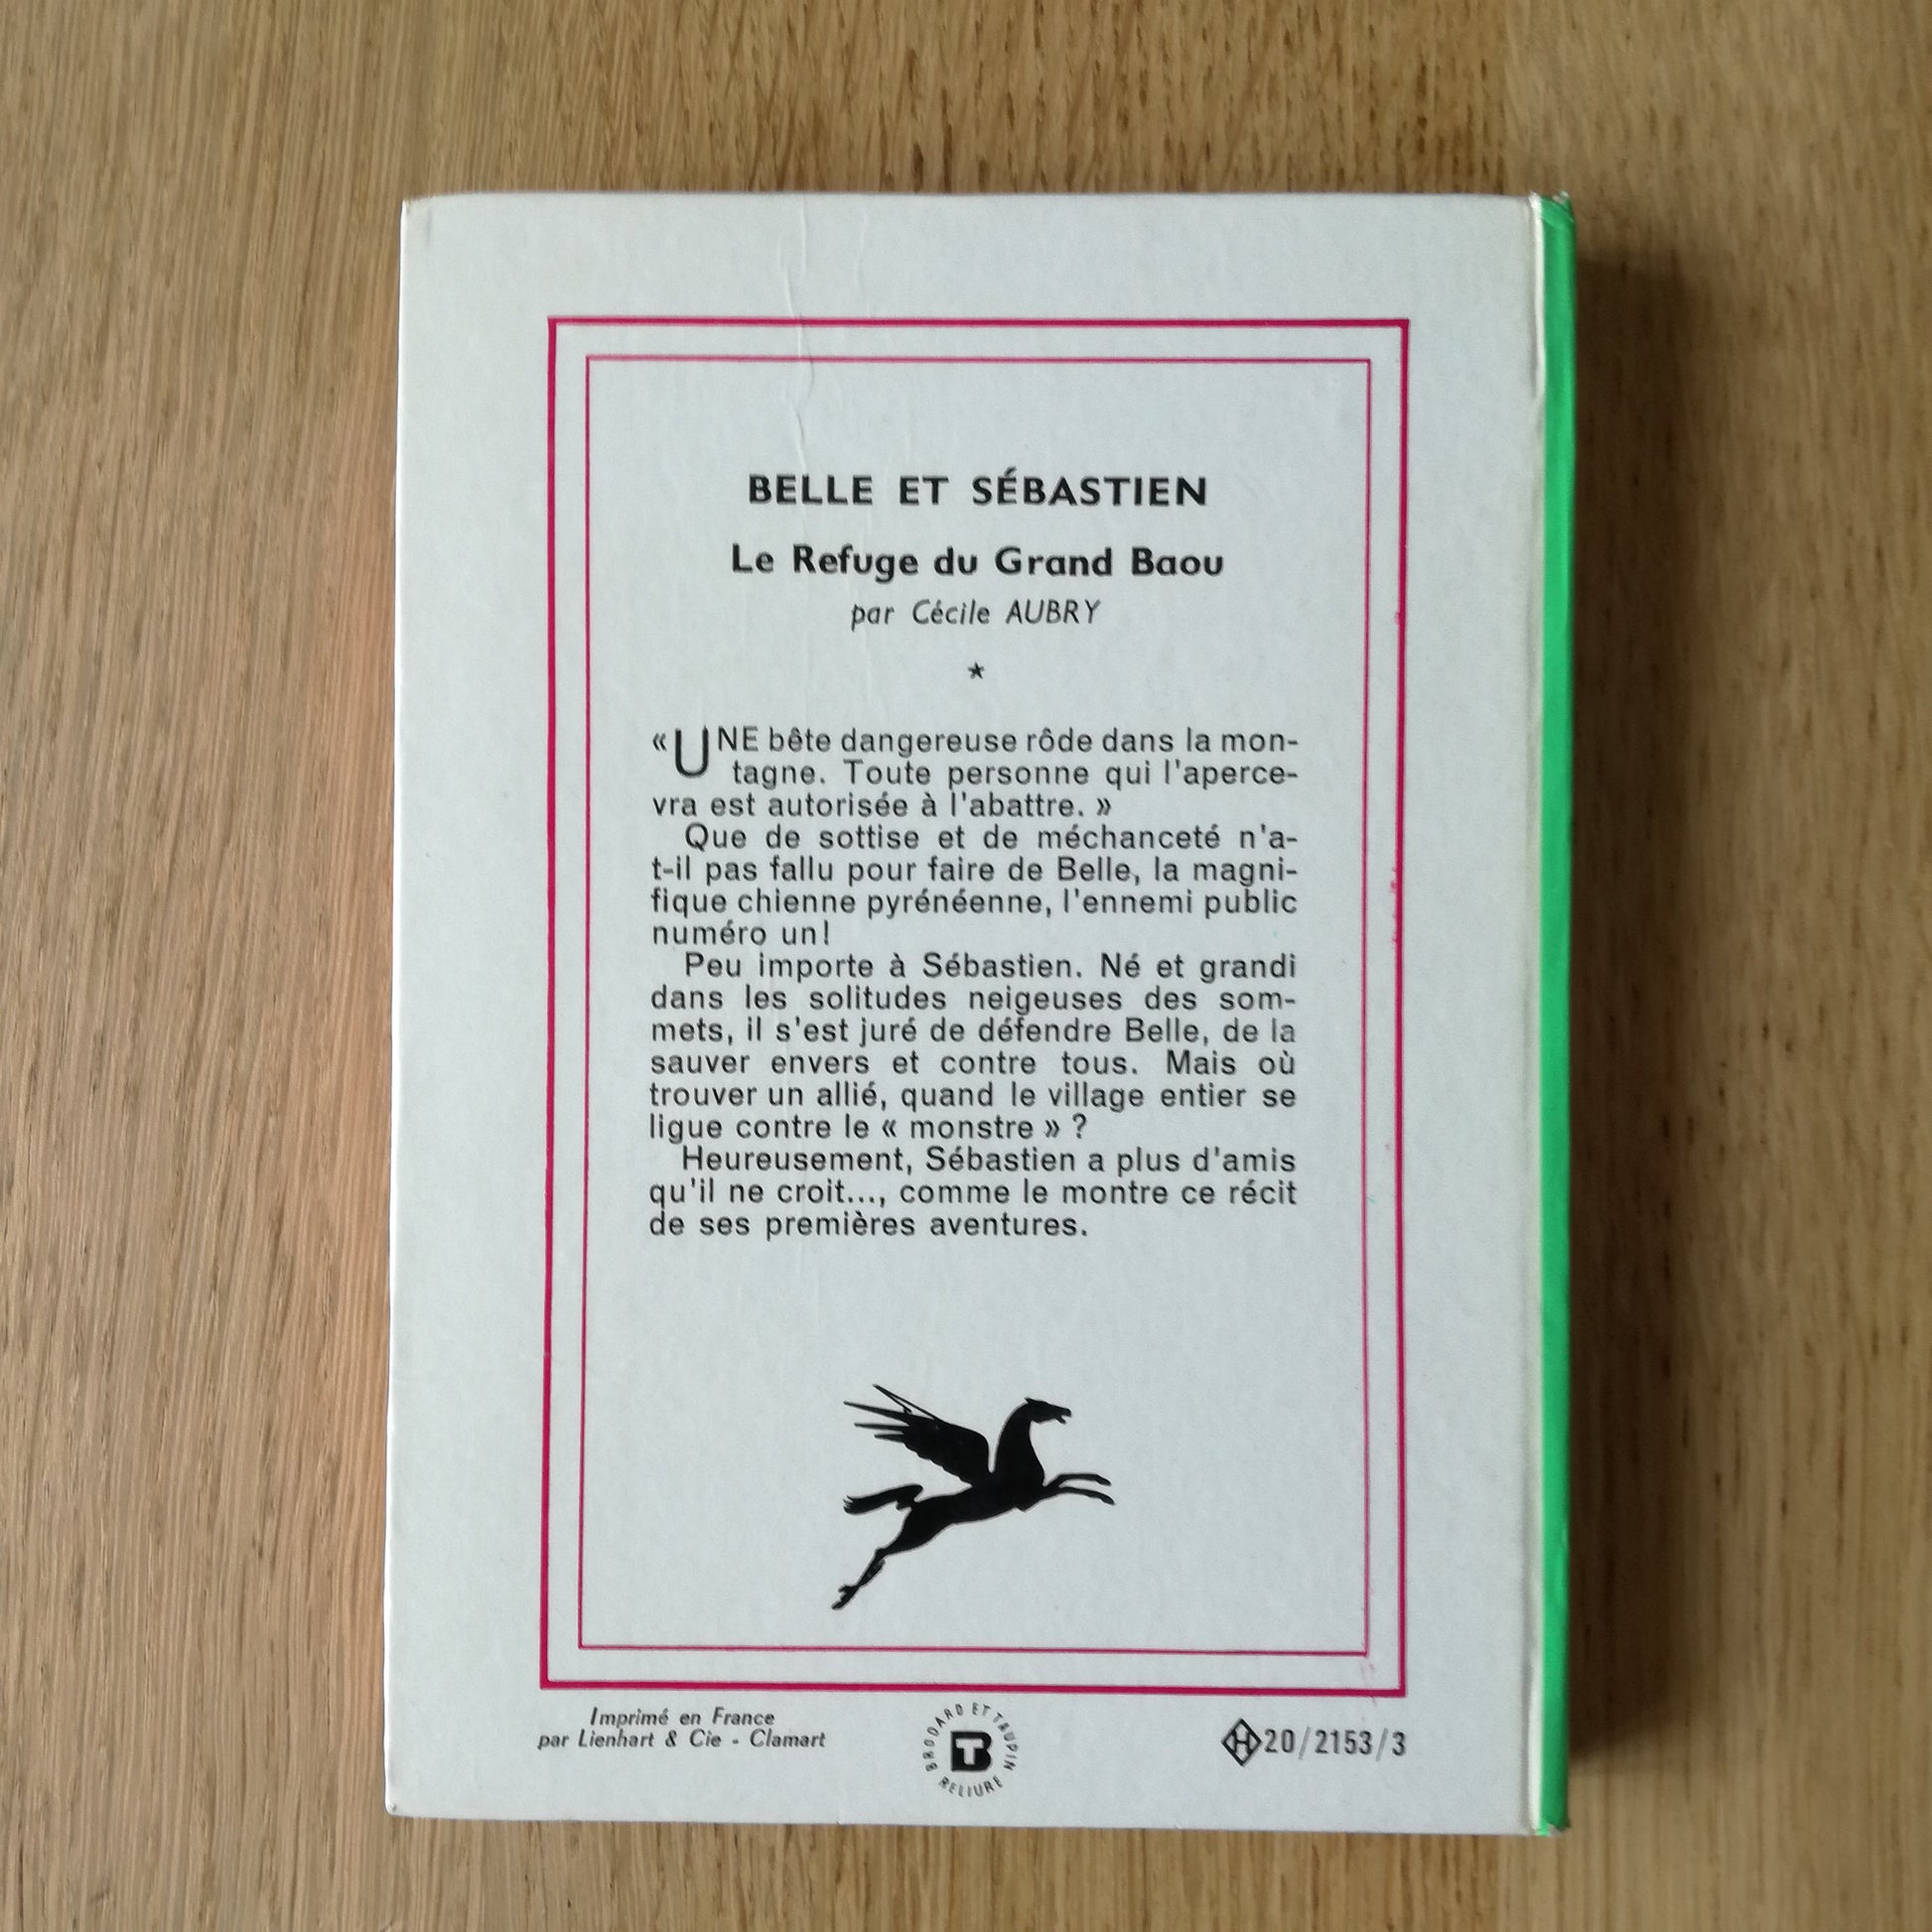 BELLE ET SÉBASTIEN
Le Refuge du Grand Baou
par Cécile AUBRY
★
« UNE bête dangereuse rôde dans la mon-
tagne. Toute personne qui l'aperce-
vra est autorisée à l'abattre. »
Que de sottise et de méchanceté n'a-
t-il pas fallu pour faire de Belle, la magni-
fique chienne pyrénéenne, l'ennemi public
numéro un!
Peu importe à Sébastien. Né et grandi
dans les solitudes neigeuses des som-
mets, il s'est juré de défendre Belle, de la
sauver envers et contre tous. Mais où
trouver un allié, quand le village entier se
ligue contre le « monstre » ?
Heureusement, Sébastien a plus d'amis
qu'il ne croit..., comme le montre ce récit
de ses premières aventures.
Imprimé en France
par Lienhart & Cie - Clamart
BRODARD ET TAUPIN
BT
RELIURE
H 20/2153/3